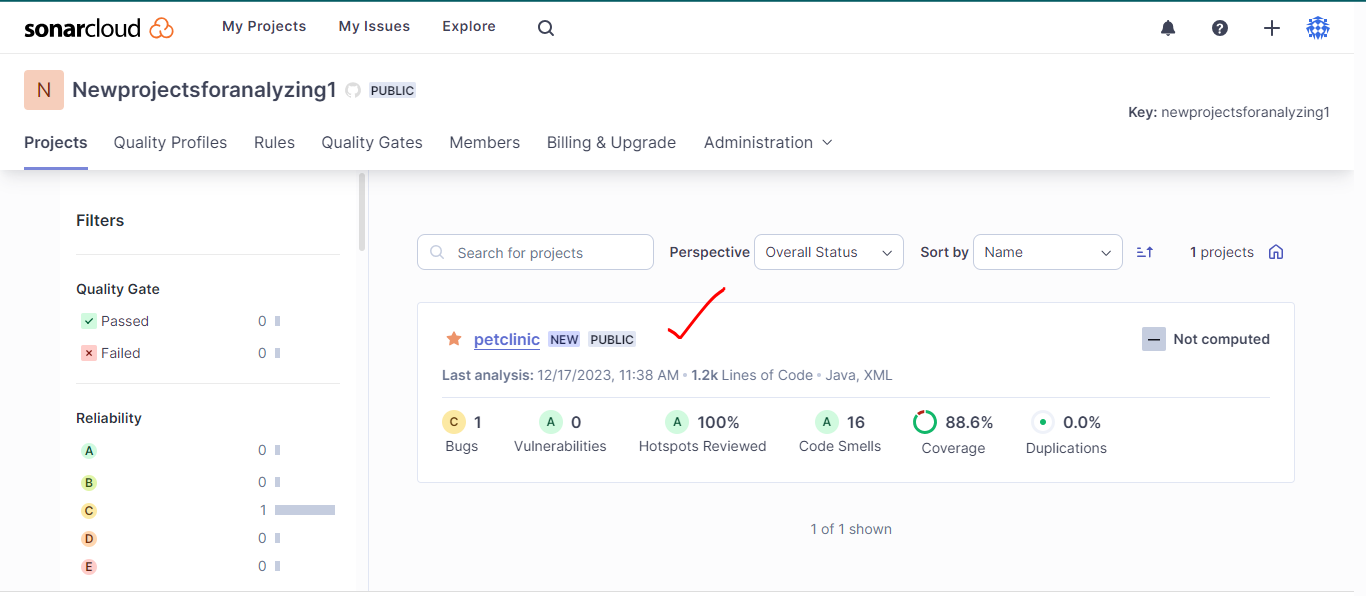 sonarcloud My Projects My Issues Explore
N Newprojectsforanalyzing1 PUBLIC
Key: newprojectsforanalyzing1
Projects Quality Profiles Rules Quality Gates Members Billing & Upgrade Administration
Filters
Search for projects Perspective Overall Status Sort by Name 1 projects
Quality Gate
Passed 0
Failed 0
Reliability
A 0
B 0
C 1
D 0
E 0
petclinic NEW PUBLIC Not computed
Last analysis: 12/17/2023, 11:38 AM • 1.2k Lines of Code • Java, XML
C 1 A 0 A 100% A 16 88.6% 0.0%
Bugs Vulnerabilities Hotspots Reviewed Code Smells Coverage Duplications
1 of 1 shown